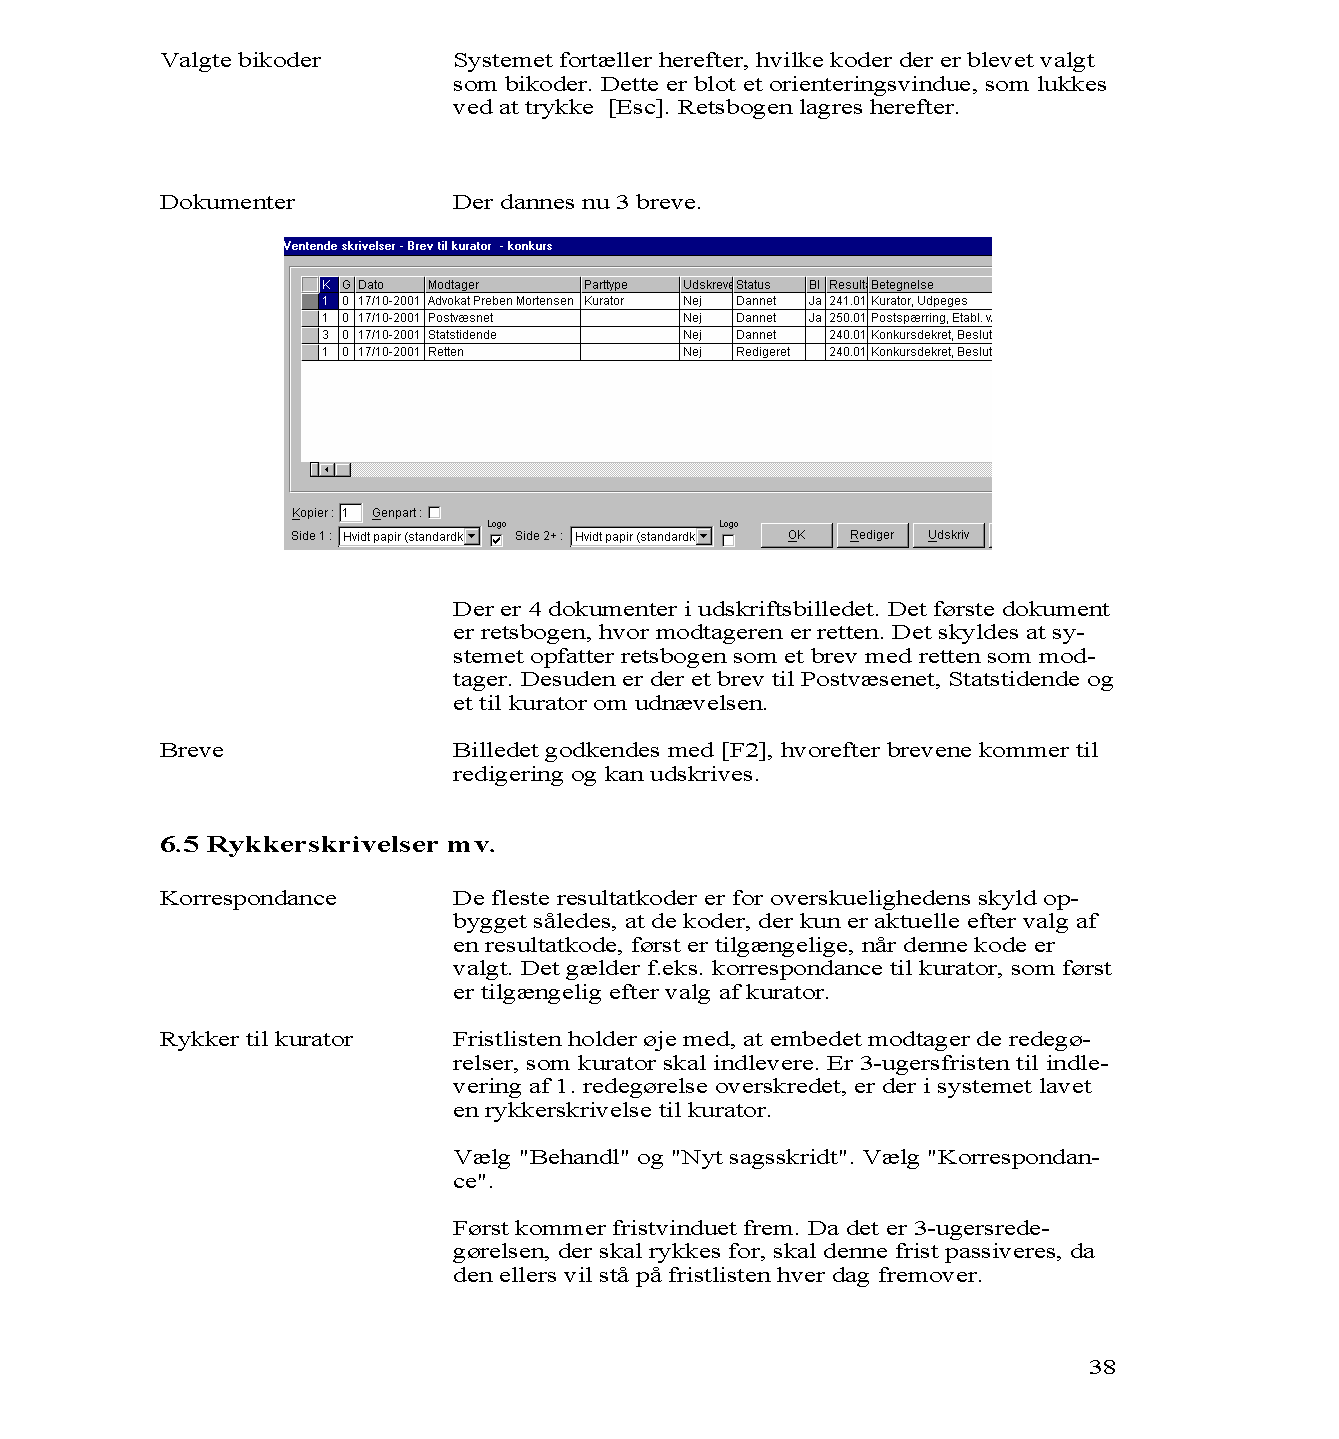 Valgte bikoder Systemet fortæller herefter, hvilke koder der er blevet valgt
som bikoder. Dette er blot et orienteringsvindue, som lukkes
ved at trykke [Esc]. Retsbogen lagres herefter.
Dokumenter Der dannes nu 3 breve.
Ventende skrivelser - Brev til kurator - konkurs
K G Dato Modtager Parttype Udskreve Status Bl Result Betegnelse
1 0 17/10-2001 Advokat Preben Mortensen Kurator Nej Dannet Ja 241.01 Kurator, Udpeges
1 0 17/10-2001 Postvæsnet Nej Dannet Ja 250.01 Postspærring, Etabl. v.
3 0 17/10-2001 Statstidende Nej Dannet 240.01 Konkursdekret, Beslut
1 0 17/10-2001 Retten Nej Redigeret 240.01 Konkursdekret, Beslut
Kopier : 1 Genpart :
Logo Logo
Side 1 : Hvidt papir (standardk Side 2+ : Hvidt papir (standardk OK Rediger Udskriv
Der er 4 dokumenter i udskriftsbilledet. Det første dokument
er retsbogen, hvor modtageren er retten. Det skyldes at sy-
stemet opfatter retsbogen som et brev med retten som mod-
tager. Desuden er der et brev til Postvæsenet, Statstidende og
et til kurator om udnævelsen.
Breve Billedet godkendes med [F2], hvorefter brevene kommer til
redigering og kan udskrives.
6.5 Rykkerskrivelser mv.
Korrespondance De fleste resultatkoder er for overskuelighedens skyld op-
bygget således, at de koder, der kun er aktuelle efter valg af
en resultatkode, først er tilgængelige, når denne kode er
valgt. Det gælder f.eks. korrespondance til kurator, som først
er tilgængelig efter valg af kurator.
Rykker til kurator Fristlisten holder øje med, at embedet modtager de redegø-
relser, som kurator skal indlevere. Er 3-ugersfristen til indle-
vering af 1. redegørelse overskredet, er der i systemet lavet
en rykkerskrivelse til kurator.
Vælg "Behandl" og "Nyt sagsskridt". Vælg "Korrespondan-
ce".
Først kommer fristvinduet frem. Da det er 3-ugersrede-
gørelsen, der skal rykkes for, skal denne frist passiveres, da
den ellers vil stå på fristlisten hver dag fremover.
38